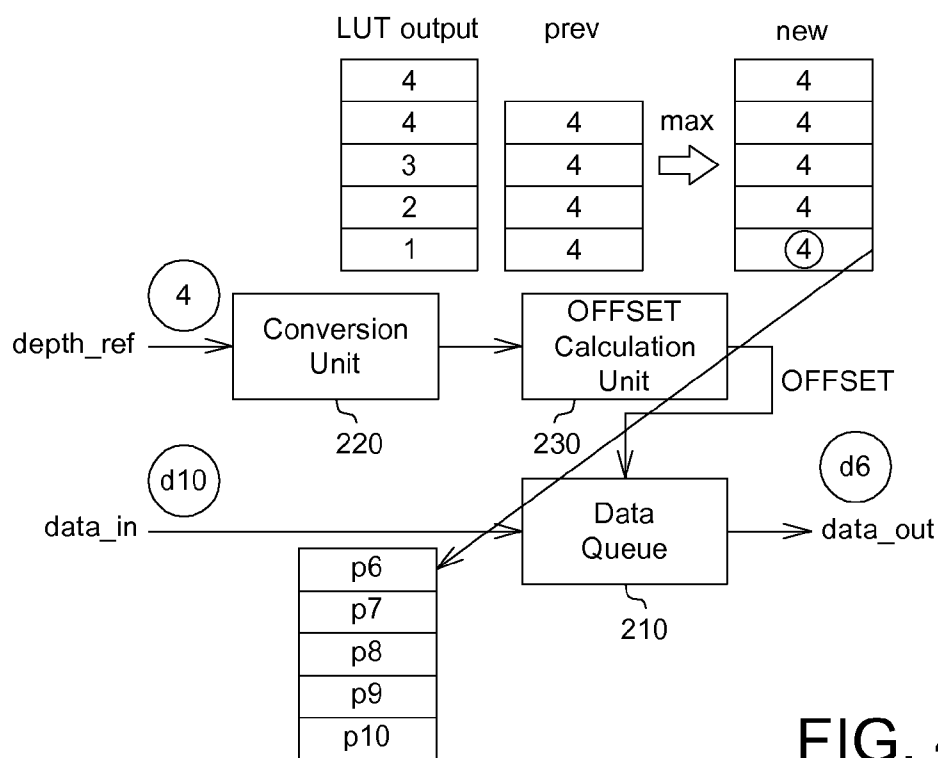 LUT output prev new
4 4
4 4 4
3 4 max 4
2 4 4
1 4 4
4
depth_ref
Conversion
Unit
220
OFFSET
Calculation
Unit
230
OFFSET
d10
data_in
Data
Queue
210
d6
data_out
p6
p7
p8
p9
p10
FIG.